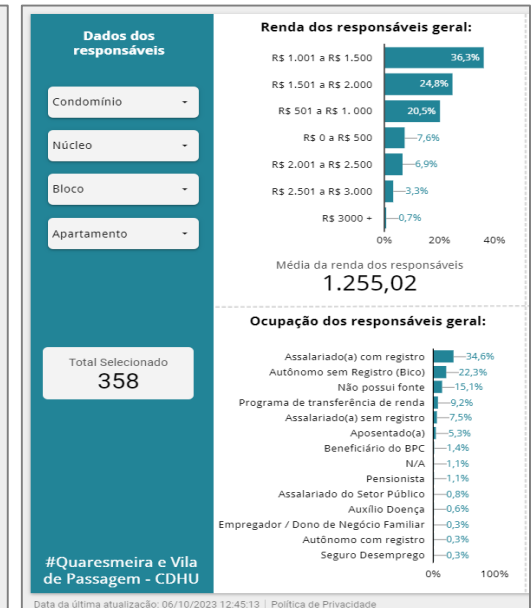 Dados dos
responsáveis
Condomínio
Núcleo
Bloco
Apartamento
Total Selecionado
358
#Quaresmeira e Vila
de Passagem - CDHU
Renda dos responsáveis geral:
R$ 1.001 a R$ 1.500 36,3%
R$ 1.501 a R$ 2.000 24,8%
R$ 501 a R$ 1. 000 20,5%
R$ 0 a R$ 500 7,6%
R$ 2.001 a R$ 2.500 6,9%
R$ 2.501 a R$ 3.000 3,3%
R$ 3000 + 0,7%
0% 20% 40%
Média da renda dos responsáveis
1.255,02
Ocupação dos responsáveis geral:
Assalariado(a) com registro 34,6%
Autônomo sem Registro (Bico) 22,3%
Não possui fonte 15,1%
Programa de transferência de renda 9,2%
Assalariado(a) sem registro 7,5%
Aposentado(a) 5,3%
Beneficiário do BPC 1,4%
N/A 1,1%
Pensionista 1,1%
Assalariado do Setor Público 0,8%
Auxílio Doença 0,6%
Empregador / Dono de Negócio Familiar 0,3%
Autônomo com registro 0,3%
Seguro Desemprego 0,3%
0% 100%
Data da última atualização: 06/10/2023 12:45:13 | Política de Privacidade